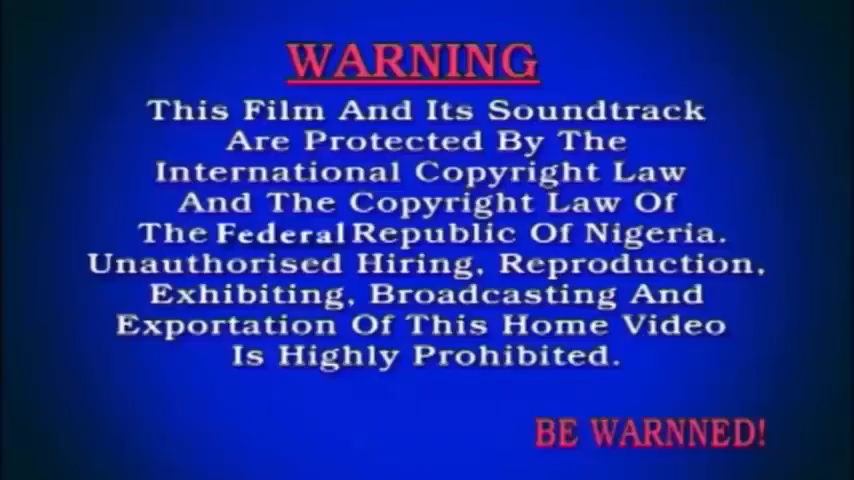 WARNING
This Film And Its Soundtrack
Are Protected By The
International Copyright Law
And The Copyright Law Of
The Federal Republic Of Nigeria.
Unauthorised Hiring, Reproduction,
Exhibiting, Broadcasting And
Exportation Of This Home Video
Is Highly Prohibited.
BE WARNNED!